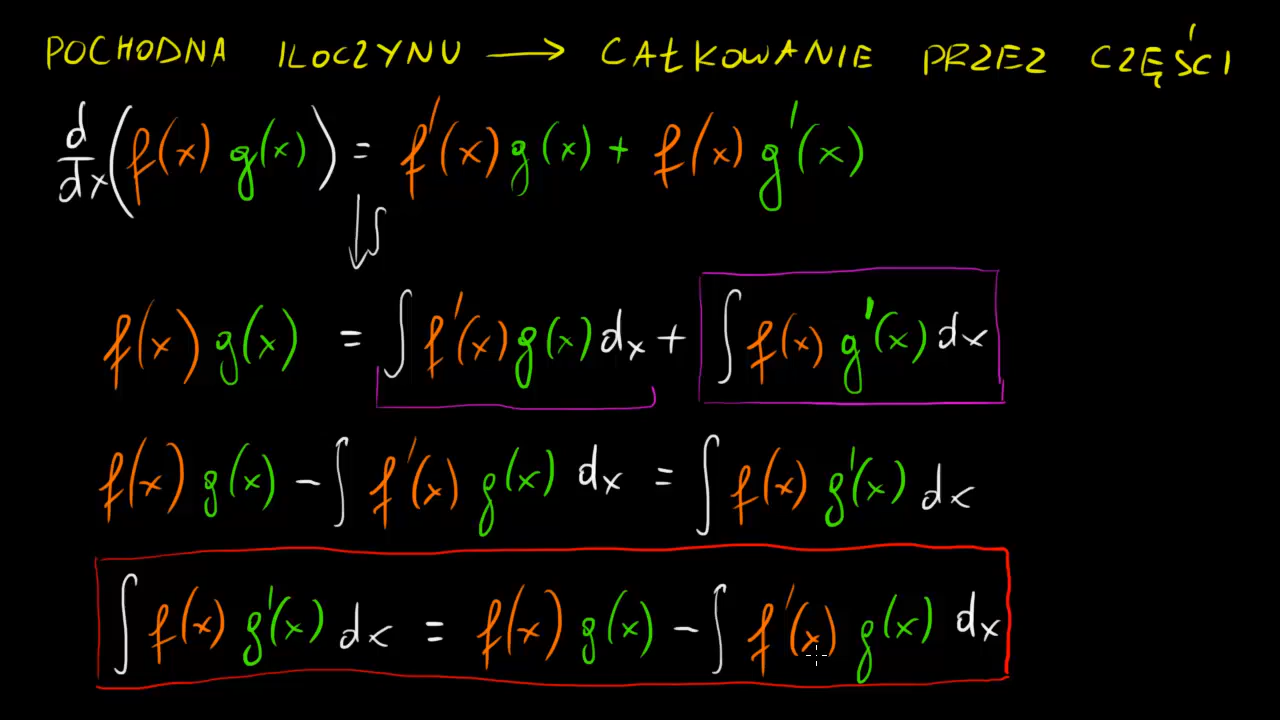 POCHODNA ILOCZYNU → CAŁKOWANIE PRZEZ CZĘŚCI
d/dx (f(x) g(x)) = f'(x) g(x) + f(x) g'(x)
↓∫
f(x) g(x) = ∫ f'(x) g(x) dx + ∫ f(x) g'(x) dx
f(x) g(x) - ∫ f'(x) g(x) dx = ∫ f(x) g'(x) dx
∫ f(x) g'(x) dx = f(x) g(x) - ∫ f'(x) g(x) dx